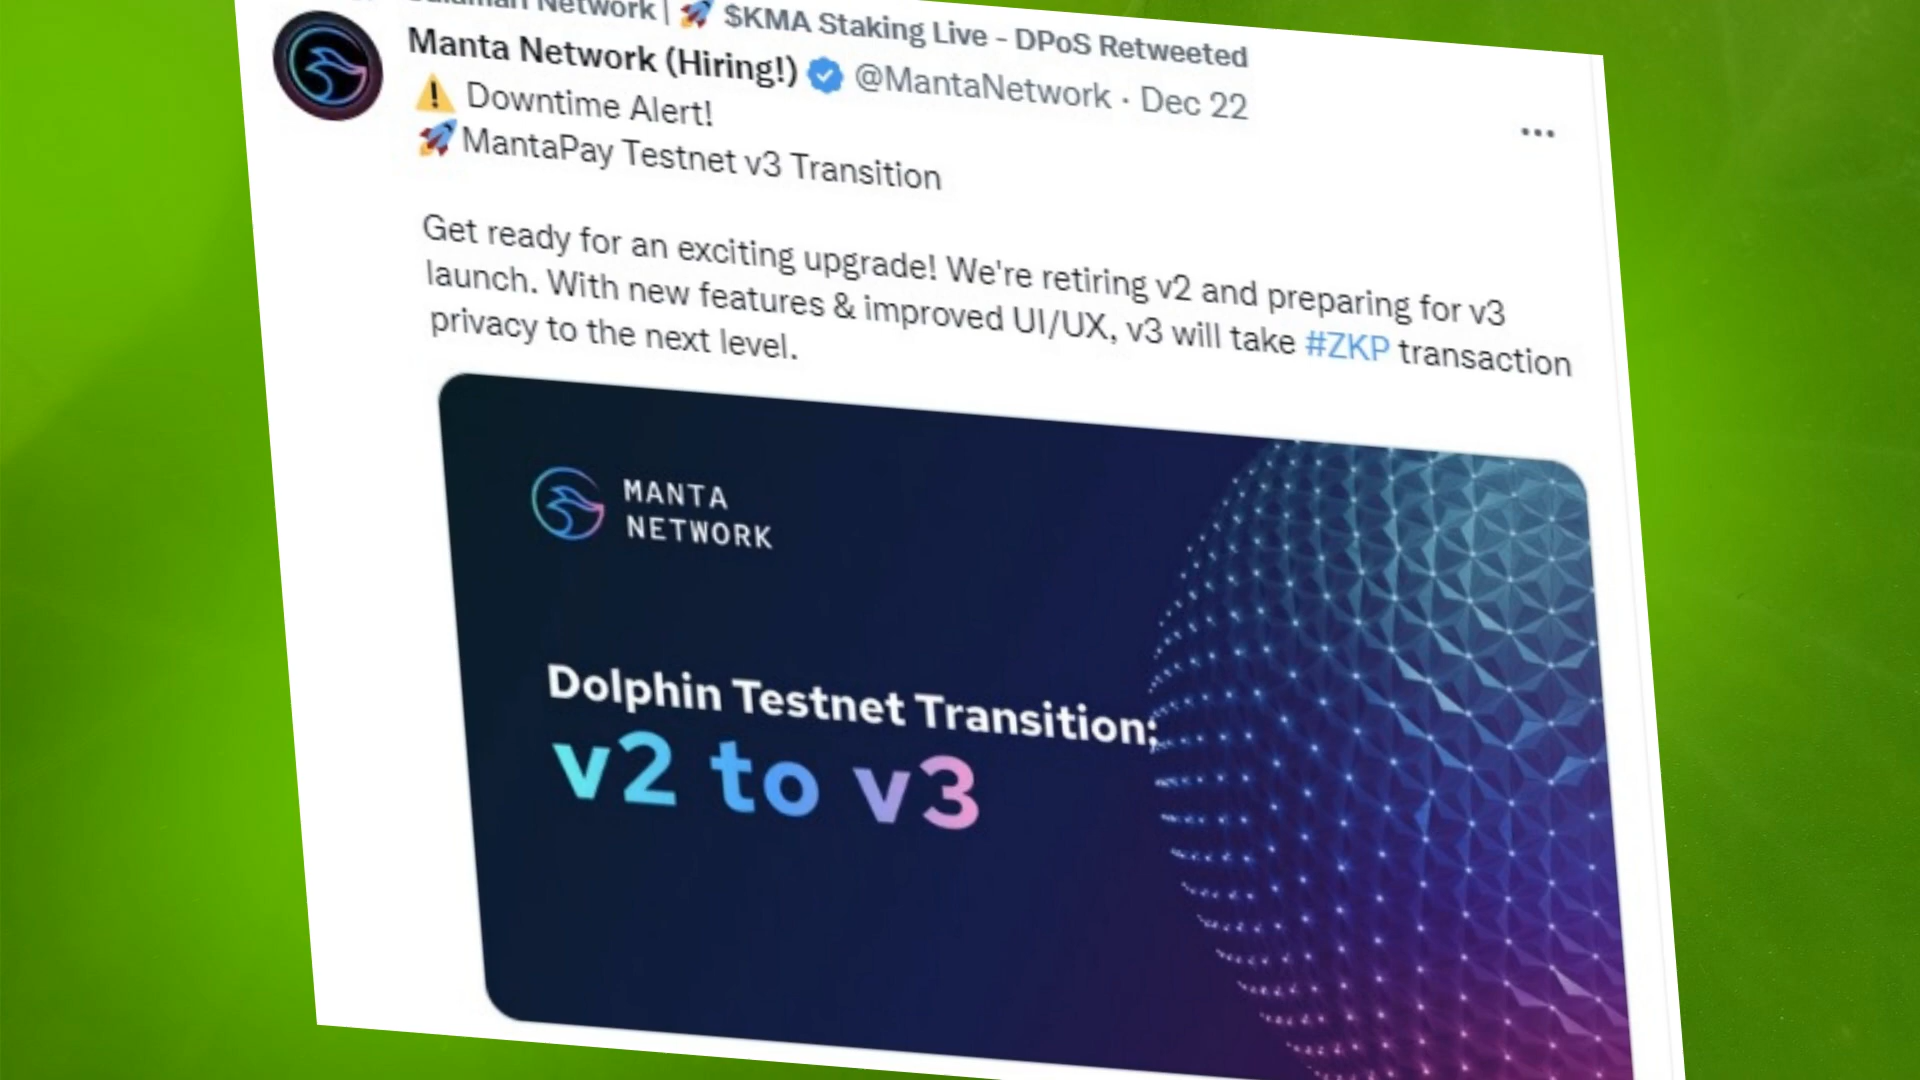 Network | 🚀 $KMA Staking Live - DPoS Retweeted
Manta Network (Hiring!) @MantaNetwork · Dec 22
⚠️ Downtime Alert!
🚀MantaPay Testnet v3 Transition
Get ready for an exciting upgrade! We're retiring v2 and preparing for v3
launch. With new features & improved UI/UX, v3 will take #ZKP transaction
privacy to the next level.
MANTA
NETWORK
Dolphin Testnet Transition:
v2 to v3